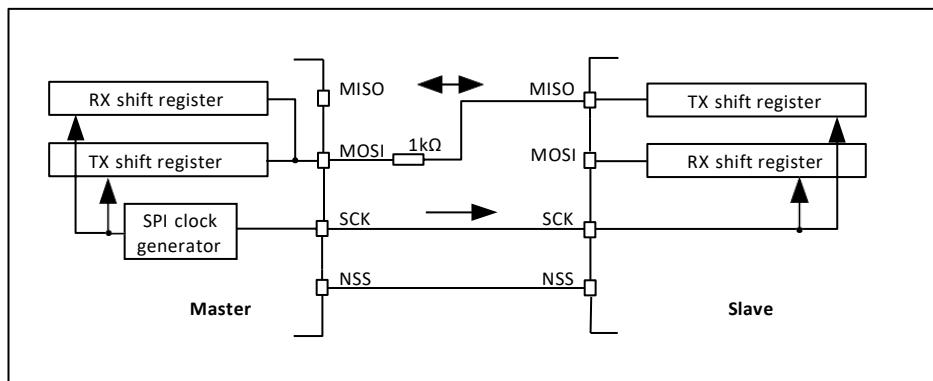 RX shift register
TX shift register
SPI clock
generator
Master
MISO
MOSI
SCK
NSS
1kΩ
MISO
MOSI
SCK
NSS
TX shift register
RX shift register
Slave